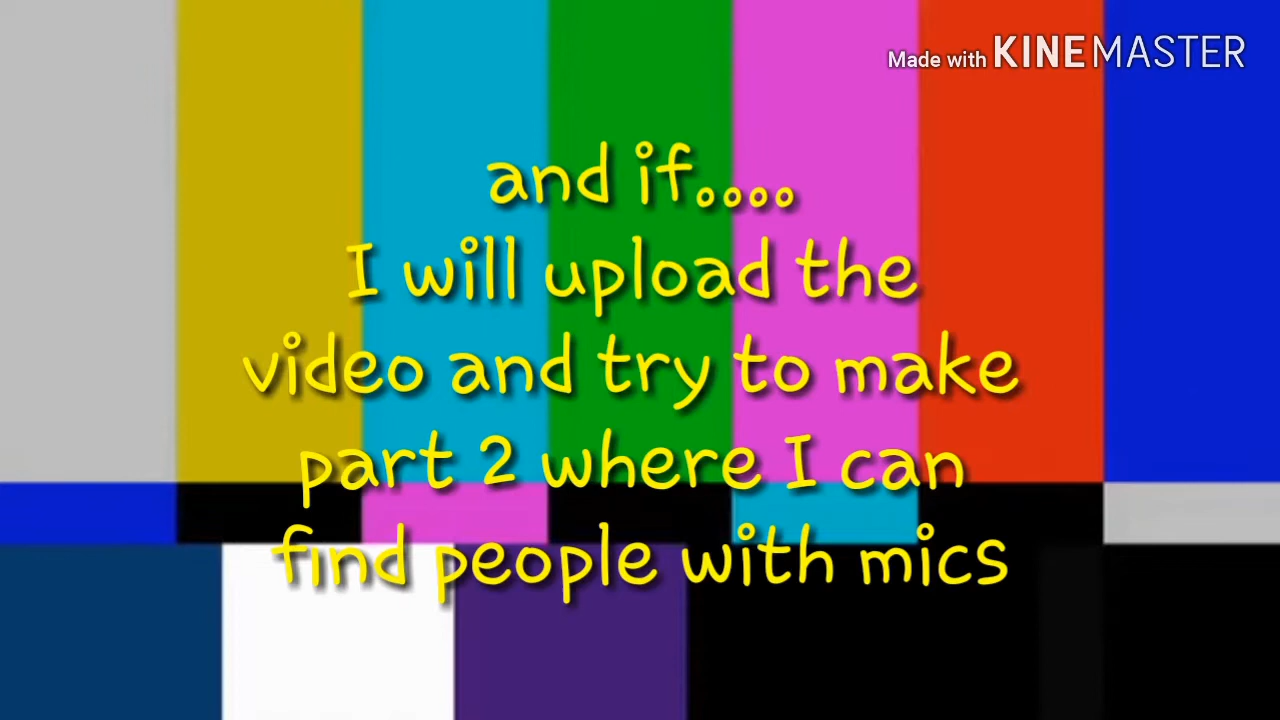 Made with KINEMASTER
and if....
I will upload the
video and try to make
part 2 where I can
find people with mics